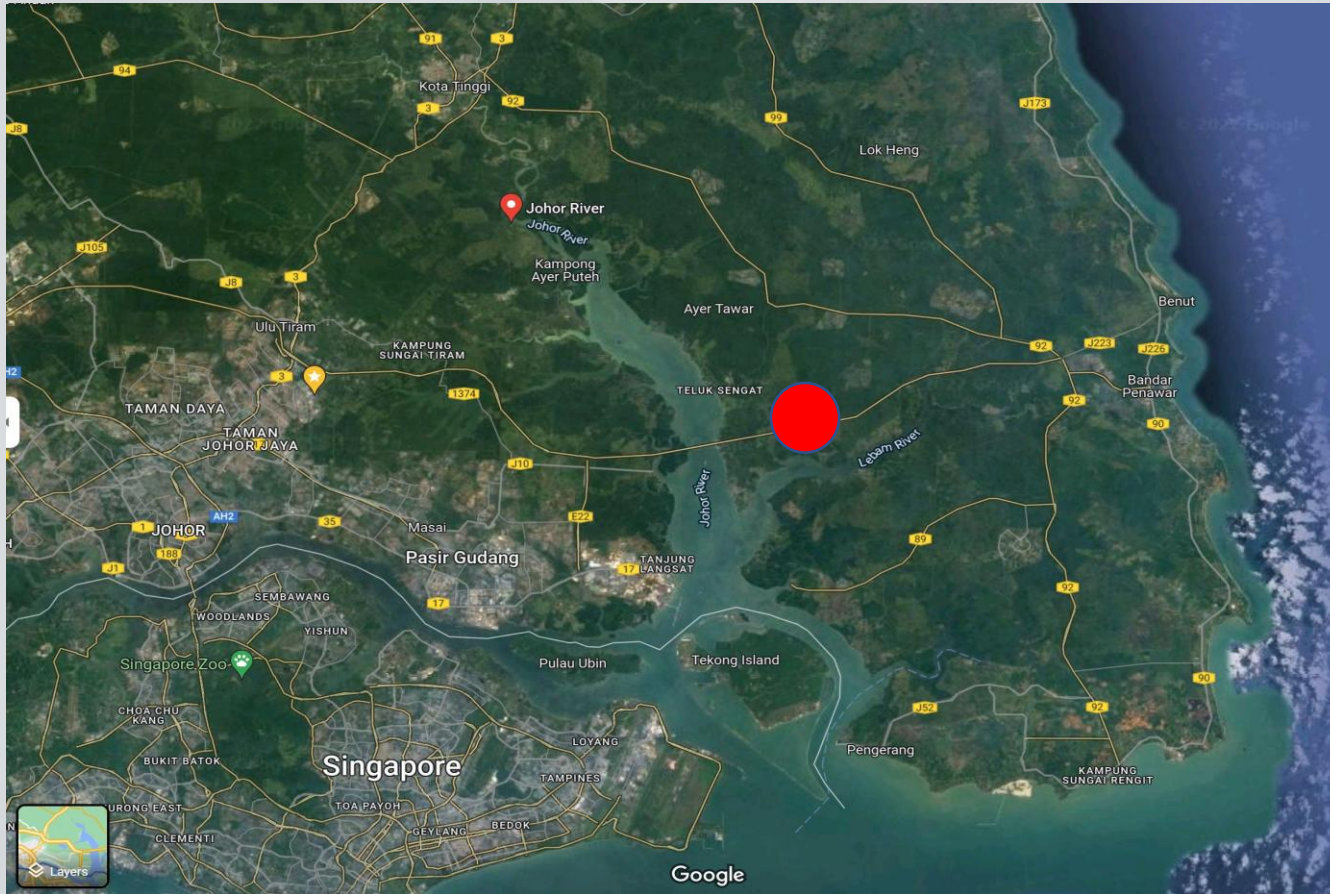 91
3
94
Kota Tinggi
3
92
J173
99
J8
Lok Heng
Johor River
Johor River
J105
Kampong
Ayer Puteh
3
J8
Benut
Ayer Tawar
Ulu Tiram
KAMPUNG
SUNGAI TIRAM
92
J223
J226
H2
3
TELUK SENGAT
Bandar
Penawar
1374
92
TAMAN DAYA
90
TAMAN
JOHOR JAYA
Lebam River
J10
Johor River
AH2
35
E22
1
JOHOR
Masai
188
89
Pasir Gudang
J1
17
TANJUNG
LANGSAT
92
SEMBAWANG
17
WOODLANDS
YISHUN
Singapore Zoo
Pulau Ubin
Tekong Island
90
CHOA CHU
KANG
J52
92
LOYANG
Pengerang
BUKIT BATOK
Singapore
TAMPINES
KAMPUNG
SUNGAI RENGIT
URONG EAST
TOA PAYOH
BEDOK
GEYLANG
CLEMENTI
Layers
Google